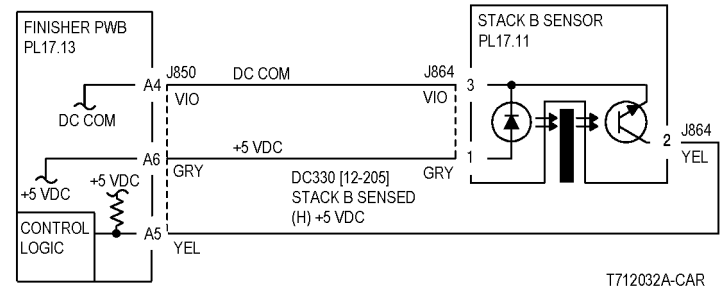 FINISHER PWB
PL17.13
STACK B SENSOR
PL17.11
A4 J850 DC COM J864 3
VIO VIO
DC COM
A6 +5 VDC 1
GRY GRY
+5 VDC
+5 VDC
2 J864
YEL
DC330 [12-205]
STACK B SENSED
(H) +5 VDC
CONTROL
LOGIC
A5
YEL
T712032A-CAR